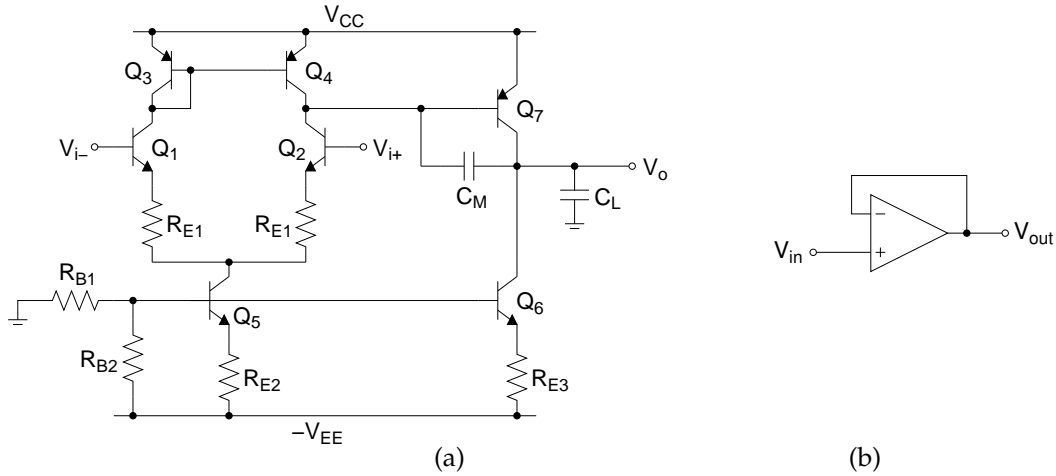 V_CC
Q_3
Q_4
Q_7
V_i–
Q_1
Q_2
V_i+
V_o
C_M
C_L
R_E1
R_E1
R_B1
Q_5
Q_6
R_B2
R_E2
R_E3
–V_EE
(a)
V_in
–
+
V_out
(b)